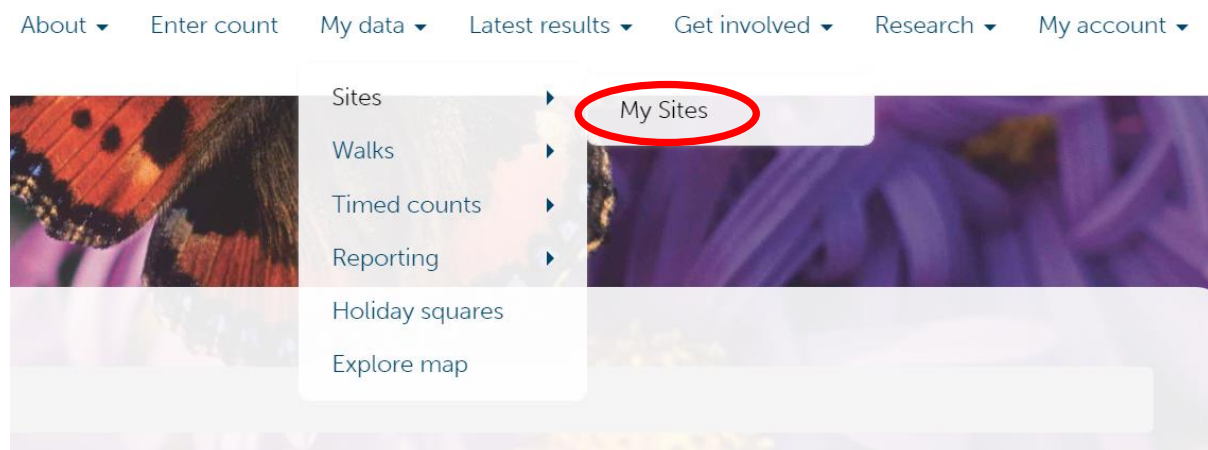 About Enter count My data Latest results Get involved Research My account
Sites
My Sites
Walks
Timed counts
Reporting
Holiday squares
Explore map